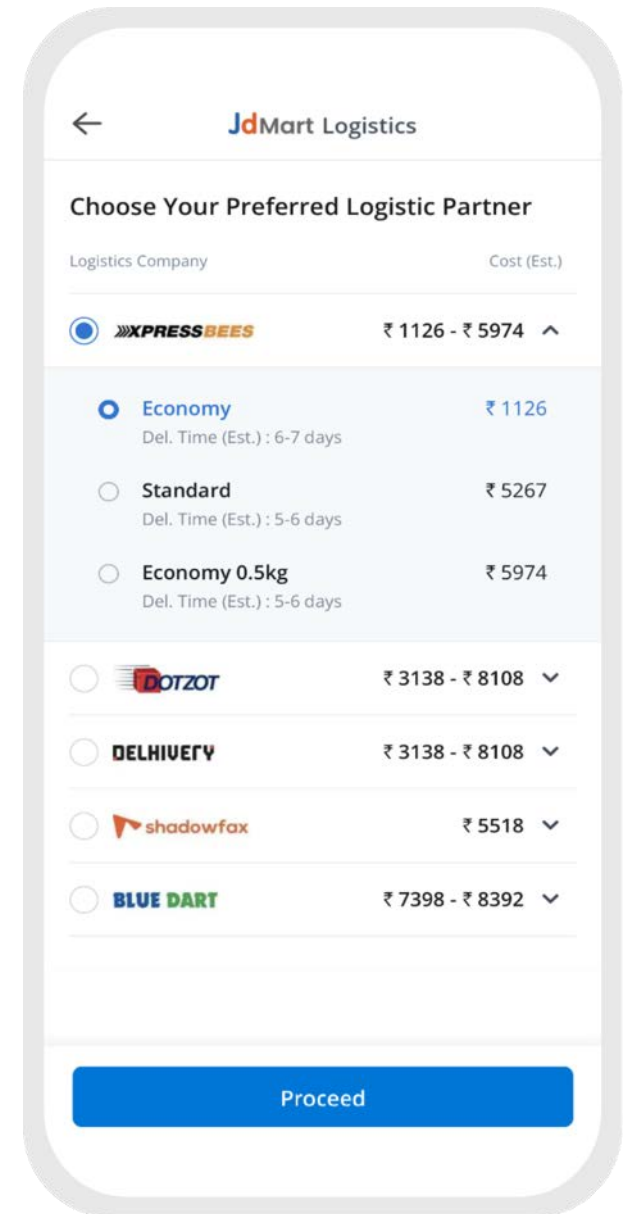 JdMart Logistics
Choose Your Preferred Logistic Partner
Logistics Company Cost (Est.)
XPRESSBEES ₹ 1126 - ₹ 5974
Economy ₹ 1126
Del. Time (Est.) : 6-7 days
Standard ₹ 5267
Del. Time (Est.) : 5-6 days
Economy 0.5kg ₹ 5974
Del. Time (Est.) : 5-6 days
DOTZOT ₹ 3138 - ₹ 8108
DELHIVERY ₹ 3138 - ₹ 8108
shadowfax ₹ 5518
BLUE DART ₹ 7398 - ₹ 8392
Proceed